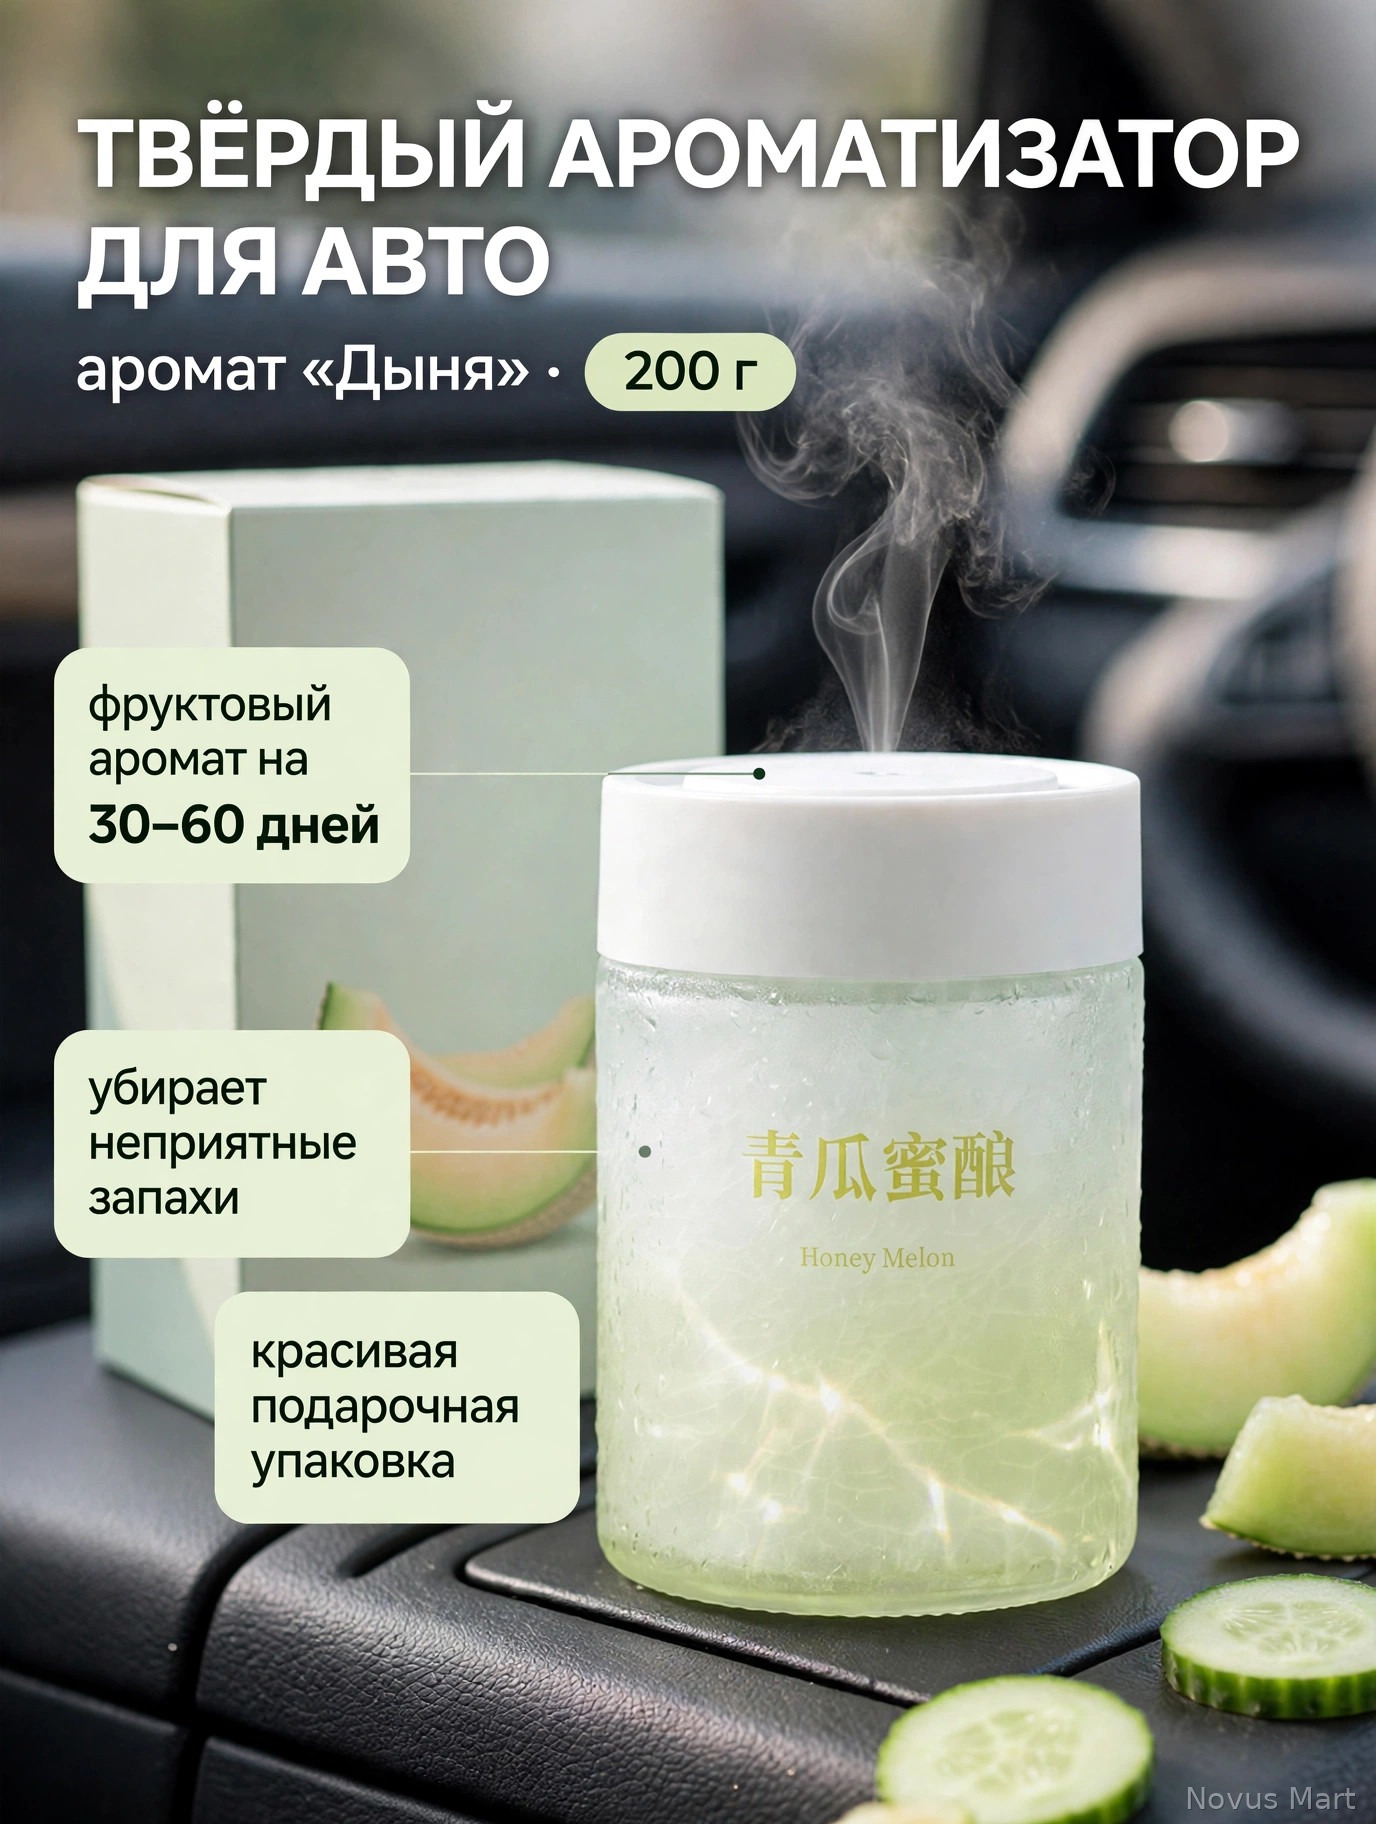 ТВЁРДЫЙ АРОМАТИЗАТОР
ДЛЯ АВТО
аромат «Дыня» · 200 г
фруктовый
аромат на
30–60 дней
убирает
неприятные
запахи
красивая
подарочная
упаковка
青瓜蜜酿
Honey Melon
Novus Mart